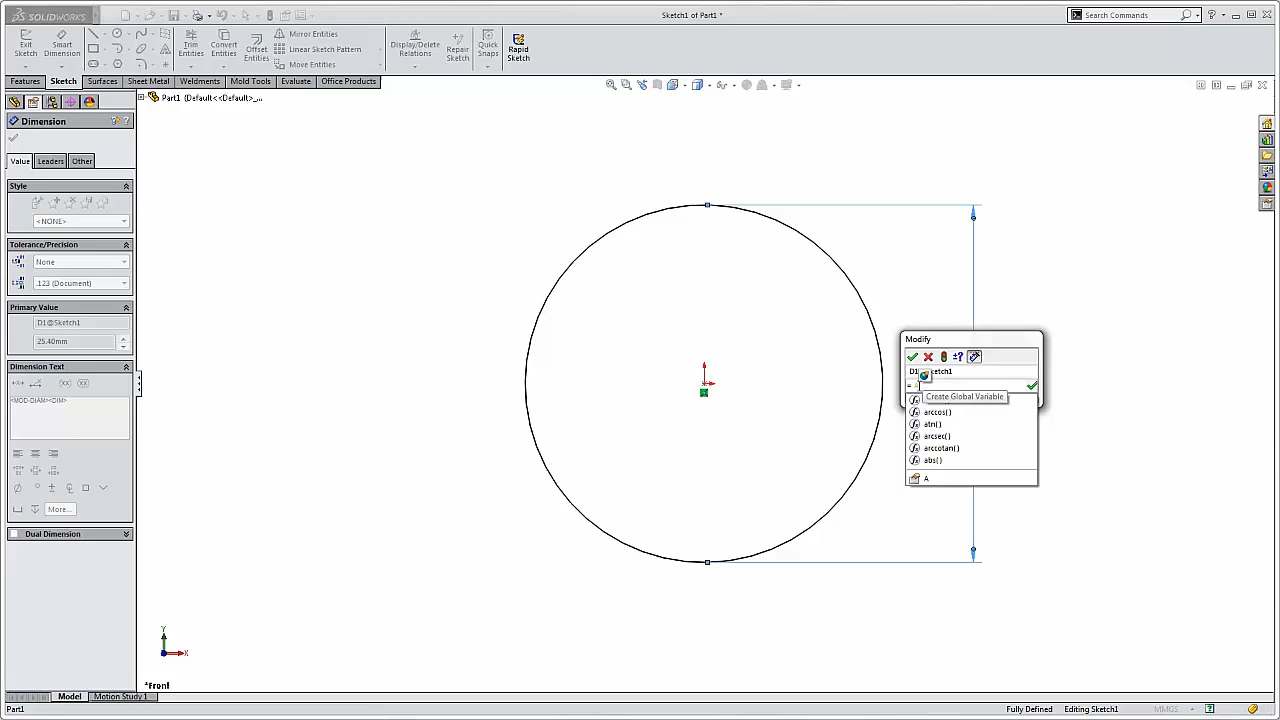 SOLIDWORKS
Sketch1 of Part1 *
Search Commands
Exit Sketch
Smart Dimension
Trim Entities
Convert Entities
Offset Entities
Mirror Entities
Linear Sketch Pattern
Move Entities
Display/Delete Relations
Repair Sketch
Quick Snaps
Rapid Sketch
Features
Sketch
Surfaces
Sheet Metal
Weldments
Mold Tools
Evaluate
Office Products
Part1 (Default<<Default>_...
Dimension
Value
Leaders
Other
Style
<NONE>
Tolerance/Precision
None
.123 (Document)
Primary Value
D1@Sketch1
25.40mm
Dimension Text
<MOD-DIAM><DIM>
More...
Dual Dimension
Modify
= A
Create Global Variable
arccos()
atn()
arcsec()
arccotan()
abs()
A
Y
X
*Front
Model
Motion Study 1
Part1
Fully Defined
Editing Sketch1
MMGS